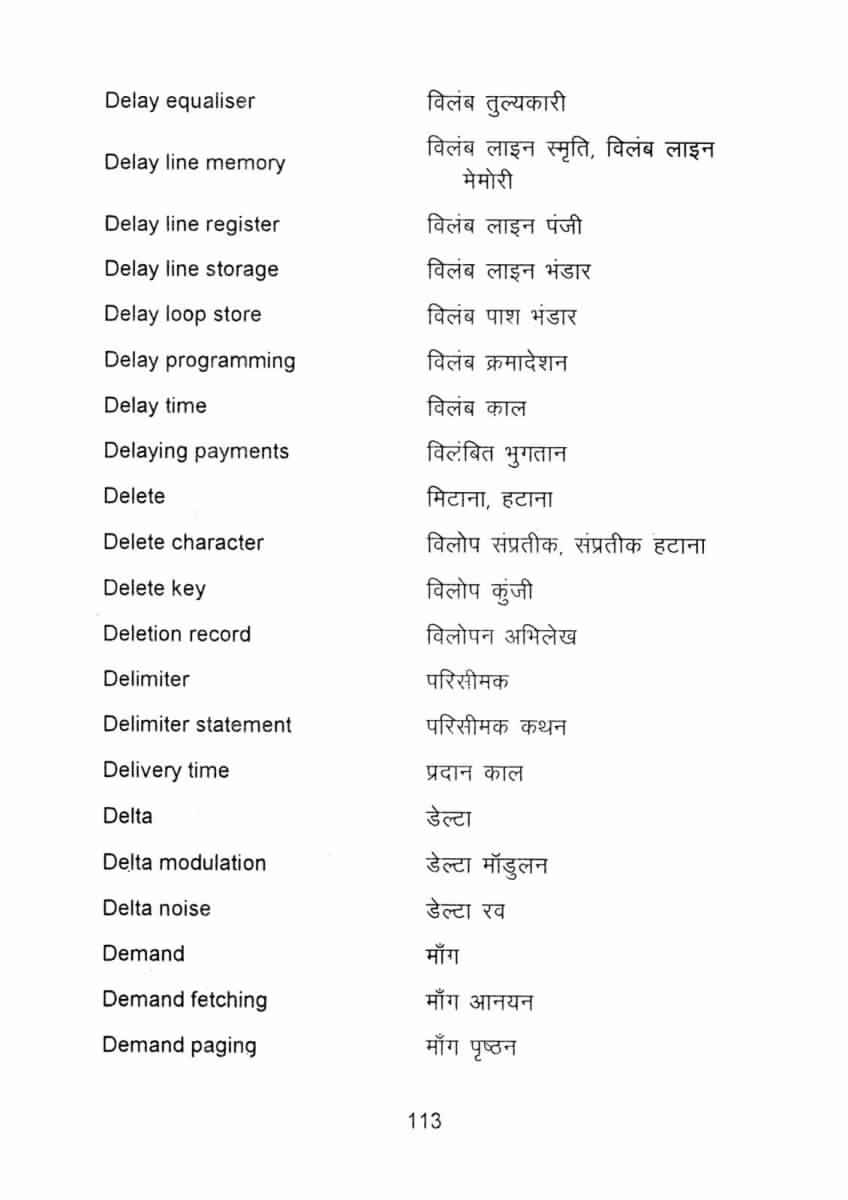 Delay equaliser विलंब तुल्यकारी
Delay line memory विलंब लाइन स्मृति, विलंब लाइन
मेमोरी
Delay line register विलंब लाइन पंजी
Delay line storage विलंब लाइन भंडार
Delay loop store विलंब पाश भंडार
Delay programming विलंब क्रमादेशन
Delay time विलंब काल
Delaying payments विलंबित भुगतान
Delete मिटाना, हटाना
Delete character विलोप संप्रतीक, संप्रतीक हटाना
Delete key विलोप कुंजी
Deletion record विलोपन अभिलेख
Delimiter परिसीमक
Delimiter statement परिसीमक कथन
Delivery time प्रदान काल
Delta डेल्टा
Delta modulation डेल्टा मॉडुलन
Delta noise डेल्टा रव
Demand माँग
Demand fetching माँग आनयन
Demand paging माँग पृष्ठन
113